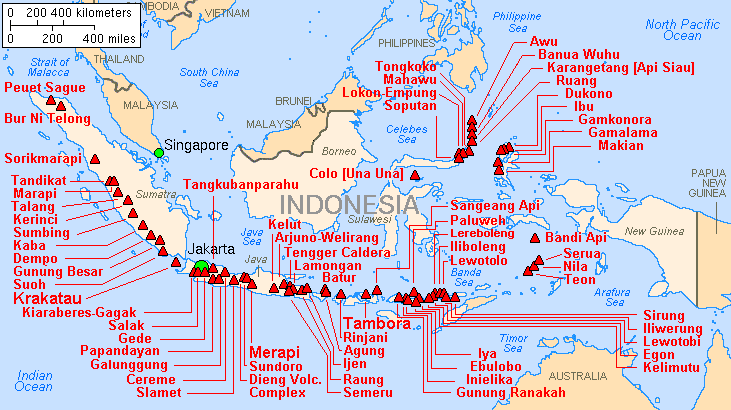 0 200 400 kilometers
0 200 400 miles
CAMBODIA
VIETNAM
THAILAND
Strait of
Malacca
South China
Sea
Philippine
Sea
PHILIPPINES
North Pacific
Ocean
MALAYSIA
BRUNEI
MALAYSIA
Celebes
Sea
Singapore
Borneo
Sumatra
INDONESIA
Sulawesi
Jakarta
Java
Sea
Java
Banda
Sea
New Guinea
PAPUA
NEW
GUINEA
Arafura
Sea
Timor
Sea
AUSTRALIA
Indian
Ocean
Peuet Sague
Bur Ni Telong
Sorikmarapi
Tandikat
Marapi
Talang
Kerinci
Sumbing
Kaba
Dempo
Gunung Besar
Suoh
Krakatau
Kiaraberes-Gagak
Salak
Gede
Papandayan
Galunggung
Cereme
Slamet
Tangkubanparahu
Merapi
Sundoro
Dieng Volc.
Complex
Kelut
Arjuno-Welirang
Tengger Caldera
Lamongan
Batur
Tambora
Rinjani
Agung
Ijen
Raung
Semeru
Colo [Una Una]
Tongkoko
Mahawu
Lokon-Empung
Soputan
Awu
Banua Wuhu
Karangetang [Api Siau]
Ruang
Dukono
Ibu
Gamkonora
Gamalama
Makian
Sangeang Api
Paluweh
Lereboleng
Iliboleng
Lewotolo
Bandi Api
Serua
Nila
Teon
Sirung
Iliwerung
Lewotobi
Egon
Kelimutu
Iya
Ebulobo
Inielika
Gunung Ranakah